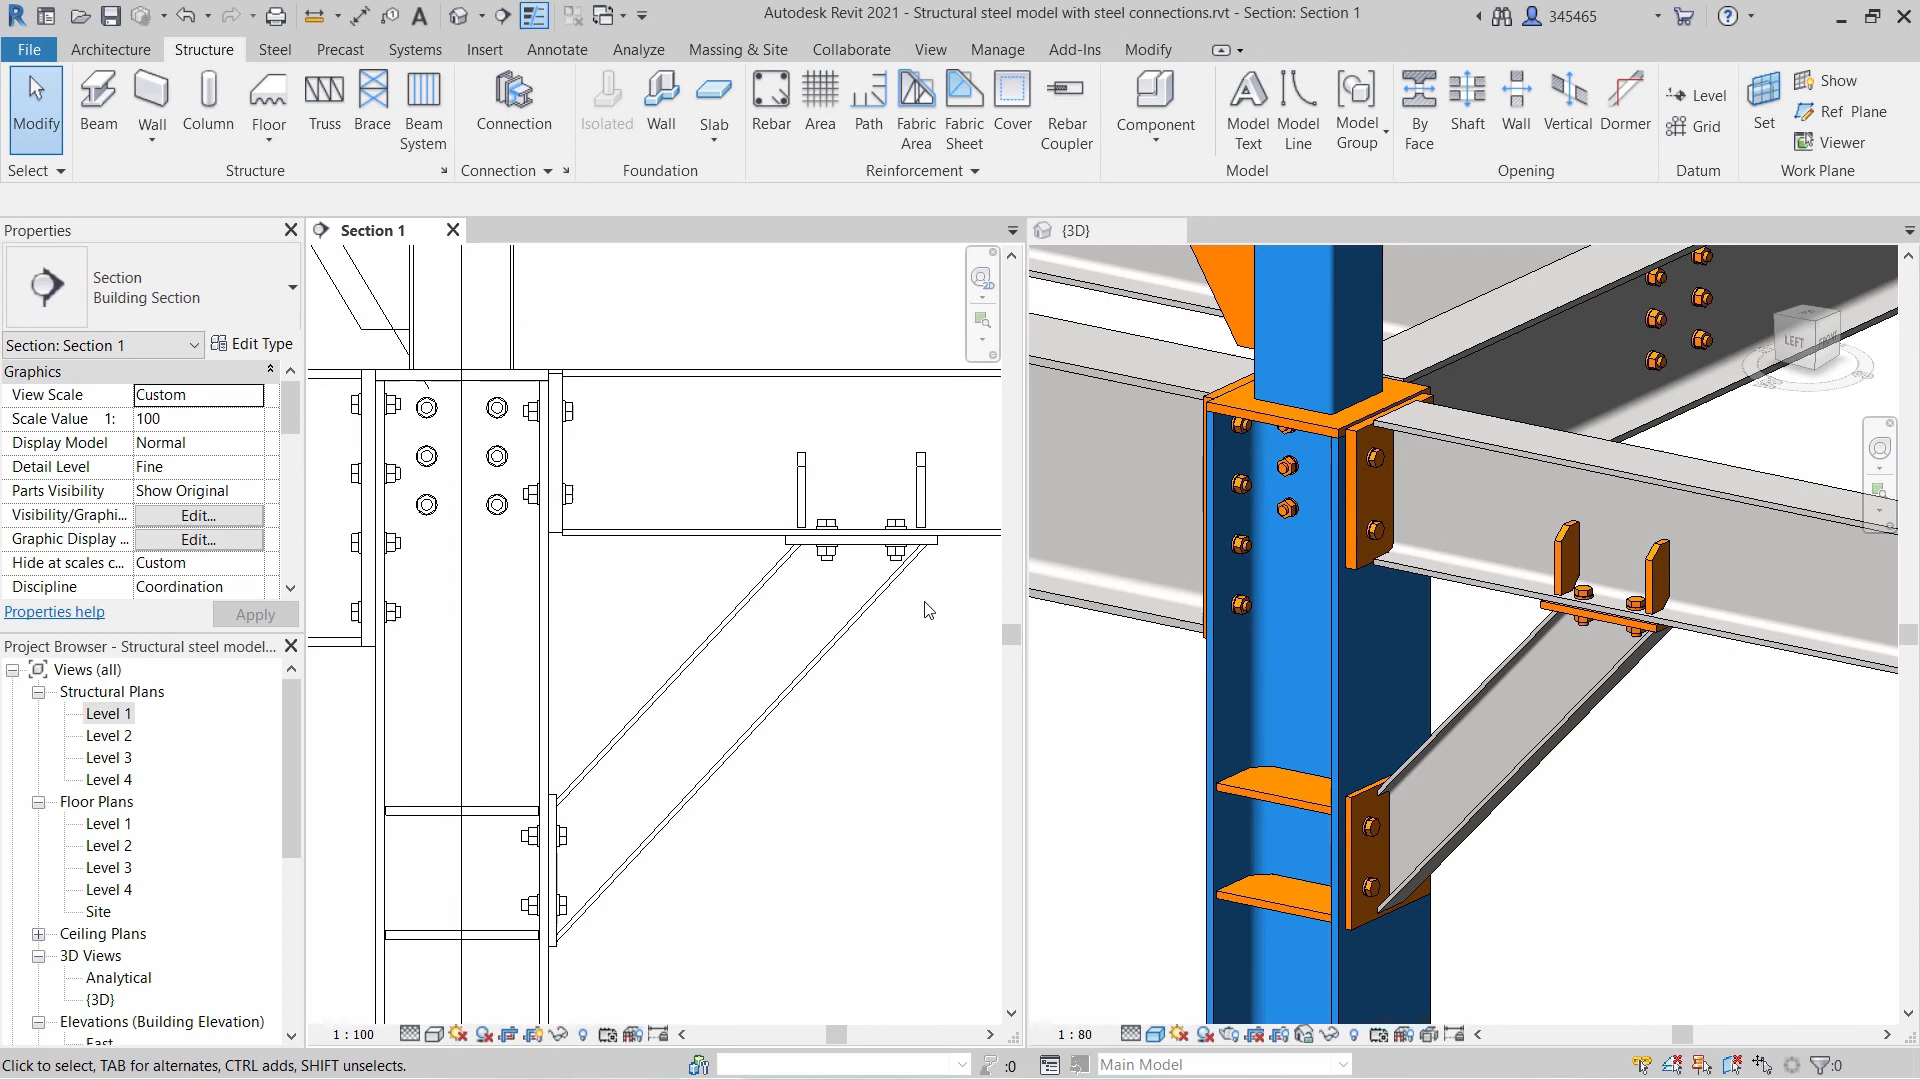 Autodesk Revit 2021 - Structural steel model with steel connections.rvt - Section: Section 1
345465
File Architecture Structure Steel Precast Systems Insert Annotate Analyze Massing & Site Collaborate View Manage Add-Ins Modify
Modify
Beam
Wall
Column
Floor
Truss
Brace
Beam System
Connection
Isolated
Wall
Slab
Rebar
Area
Path
Fabric Area
Fabric Sheet
Cover
Rebar Coupler
Component
Model Text
Model Line
Model Group
By Face
Shaft
Wall
Vertical
Dormer
Level
Grid
Set
Show
Ref Plane
Viewer
Select Structure Connection Foundation Reinforcement Model Opening Datum Work Plane
Properties
Section
Building Section
Section: Section 1
Edit Type
Graphics
View Scale Custom
Scale Value 1: 100
Display Model Normal
Detail Level Fine
Parts Visibility Show Original
Visibility/Graphi... Edit...
Graphic Display ... Edit...
Hide at scales c... Custom
Discipline Coordination
Properties help
Apply
Project Browser - Structural steel model...
Views (all)
Structural Plans
Level 1
Level 2
Level 3
Level 4
Floor Plans
Level 1
Level 2
Level 3
Level 4
Site
Ceiling Plans
3D Views
Analytical
{3D}
Elevations (Building Elevation)
East
Section 1
2D
1 : 100
{3D}
LEFT
FRONT
1 : 80
Click to select, TAB for alternates, CTRL adds, SHIFT unselects.
:0
Main Model
:0